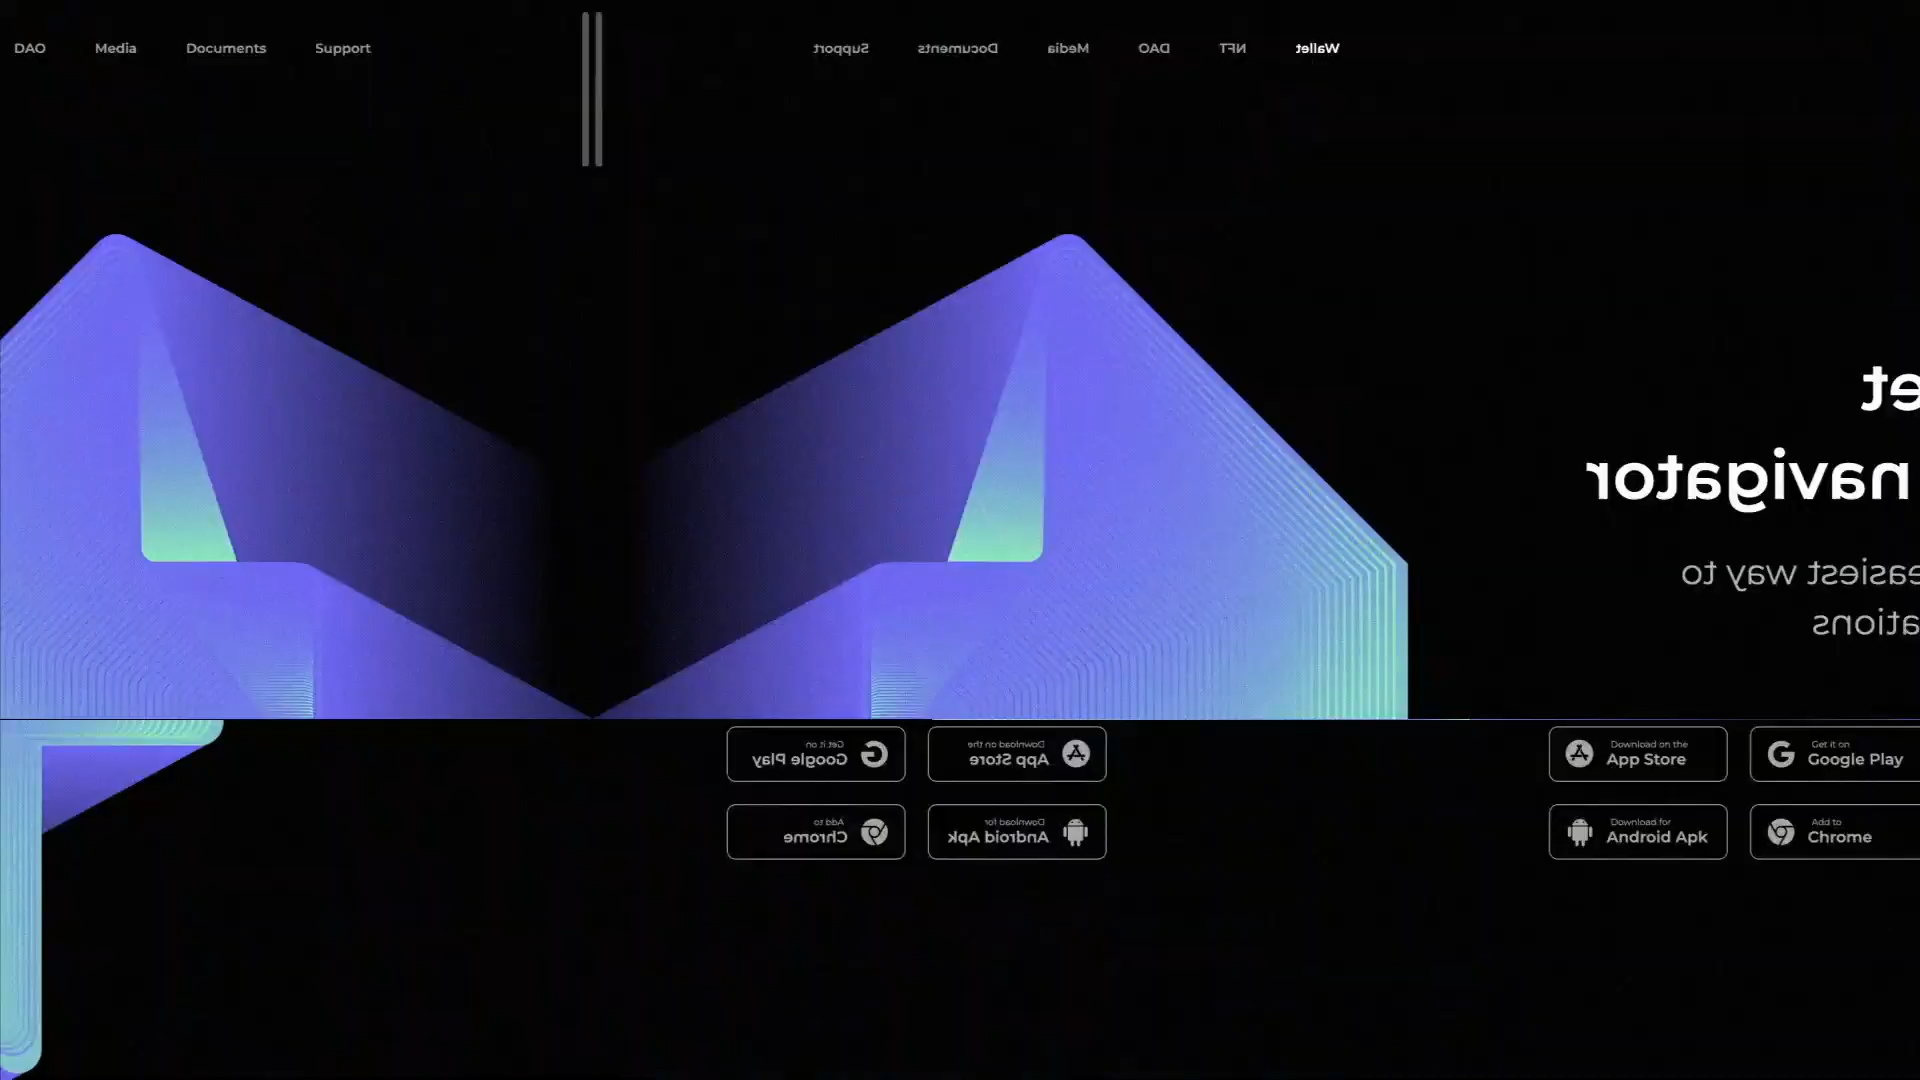 DAO Media Documents Support
Support Documents Media DAO NFT Wallet
et
navigator
easiest way to
ations
Get it on
Google Play
Download on the
App Store
Download on the
App Store
Get it on
Google Play
Add to
Chrome
Download for
Android Apk
Download for
Android Apk
Add to
Chrome